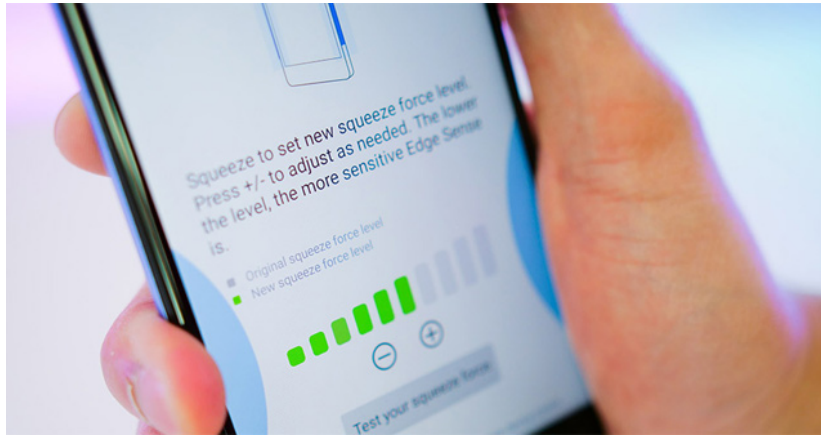 Squeeze to set new squeeze force level.
Press +/- to adjust as needed. The lower
the level, the more sensitive Edge Sense
is.
Original squeeze force level
New squeeze force level
Test your squeeze force